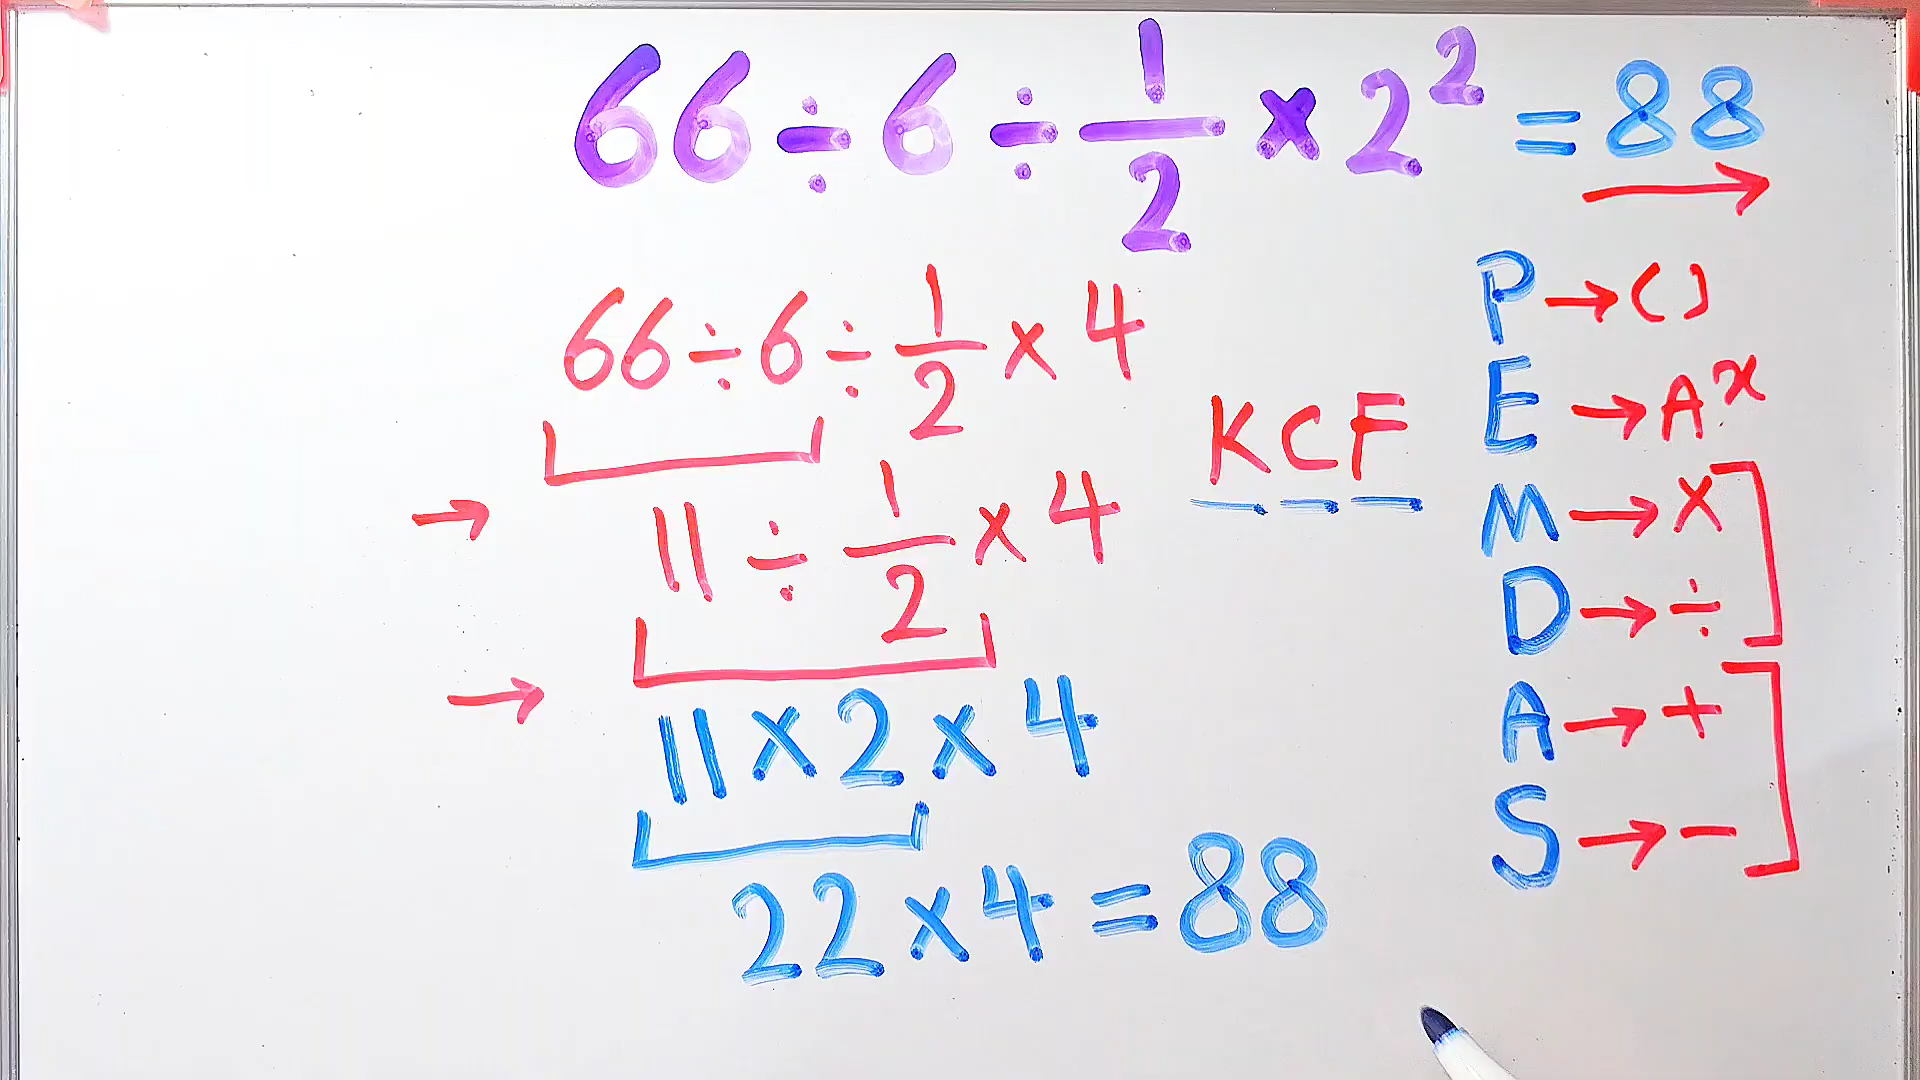 66 ÷ 6 ÷ 1/2 × 2² = 88
66 ÷ 6 ÷ 1/2 × 4
→ 11 ÷ 1/2 × 4
→ 11 × 2 × 4
22 × 4 = 88
KCF
→
P → ( )
E → Aˣ
M → ×
D → ÷
A → +
S → −